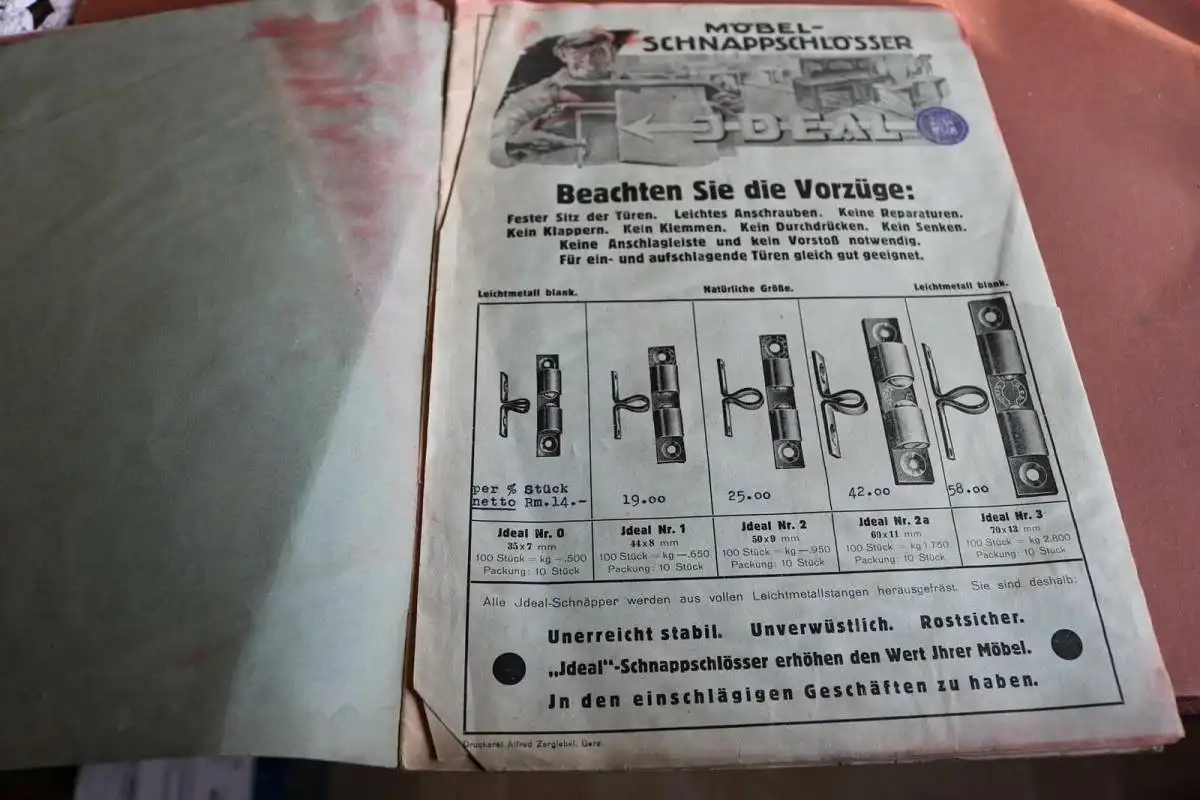 MÖBEL-
SCHNAPPSCHLÖSSER
JDEAL
Beachten Sie die Vorzüge:
Fester Sitz der Türen. Leichtes Anschrauben. Keine Reparaturen.
Kein Klappern. Kein Klemmen. Kein Durchdrücken. Kein Senken.
Keine Anschlagleiste und kein Vorstoß notwendig.
Für ein- und aufschlagende Türen gleich gut geeignet.
Leichtmetall blank. Natürliche Größe. Leichtmetall blank.
per % Stück
netto Rm.14.- 19.00 25.00 42.00 58.00
Jdeal Nr. 0 Jdeal Nr. 1 Jdeal Nr. 2 Jdeal Nr. 2a Jdeal Nr. 3
35x7 mm 44x8 mm 50x9 mm 60x11 mm 70x13 mm
100 Stück = kg -.500 100 Stück = kg —.650 100 Stück = kg —.950 100 Stück = kg 1.750 100 Stück = kg 2.800
Packung: 10 Stück Packung: 10 Stück Packung: 10 Stück Packung: 10 Stück Packung: 10 Stück
Alle Jdeal-Schnäpper werden aus vollen Leichtmetallstangen herausgefräst. Sie sind deshalb:
Unerreicht stabil. Unverwüstlich. Rostsicher.
„Jdeal“-Schnappschlösser erhöhen den Wert Jhrer Möbel.
Jn den einschlägigen Geschäften zu haben.
Druckerei Alfred Zergiebel, Gera.